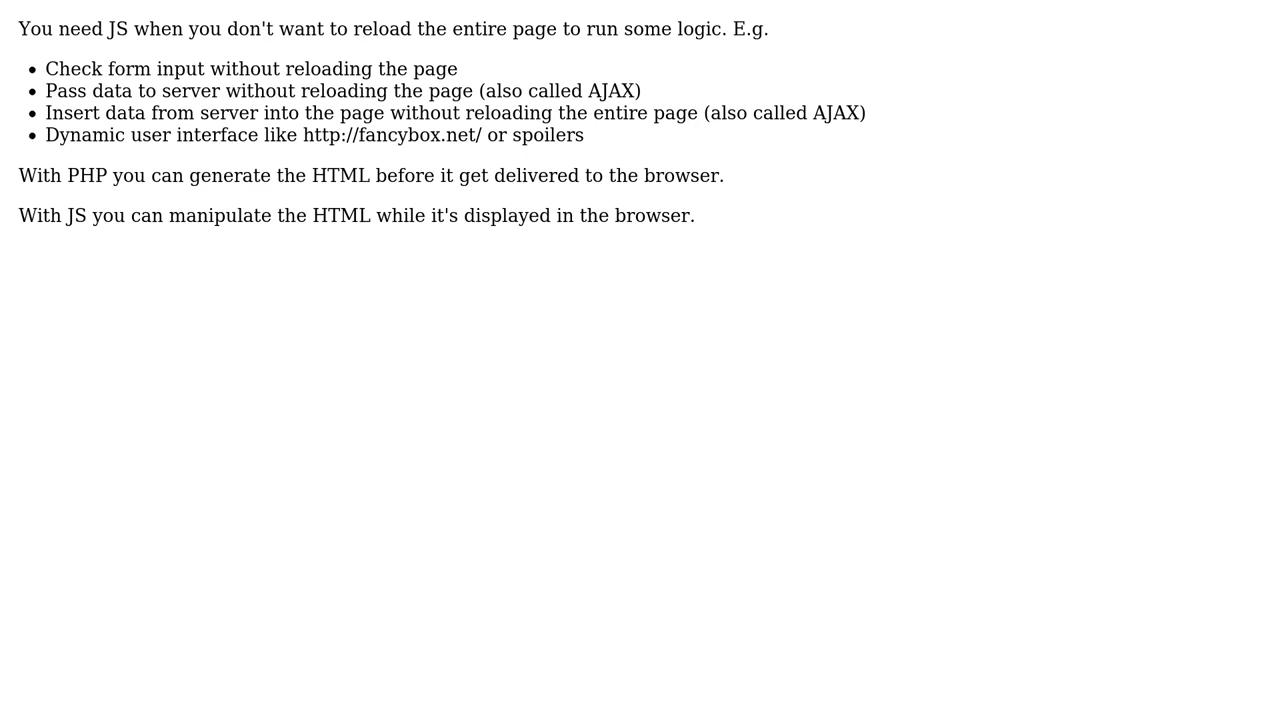 You need JS when you don't want to reload the entire page to run some logic. E.g.
• Check form input without reloading the page
• Pass data to server without reloading the page (also called AJAX)
• Insert data from server into the page without reloading the entire page (also called AJAX)
• Dynamic user interface like http://fancybox.net/ or spoilers
With PHP you can generate the HTML before it get delivered to the browser.
With JS you can manipulate the HTML while it's displayed in the browser.